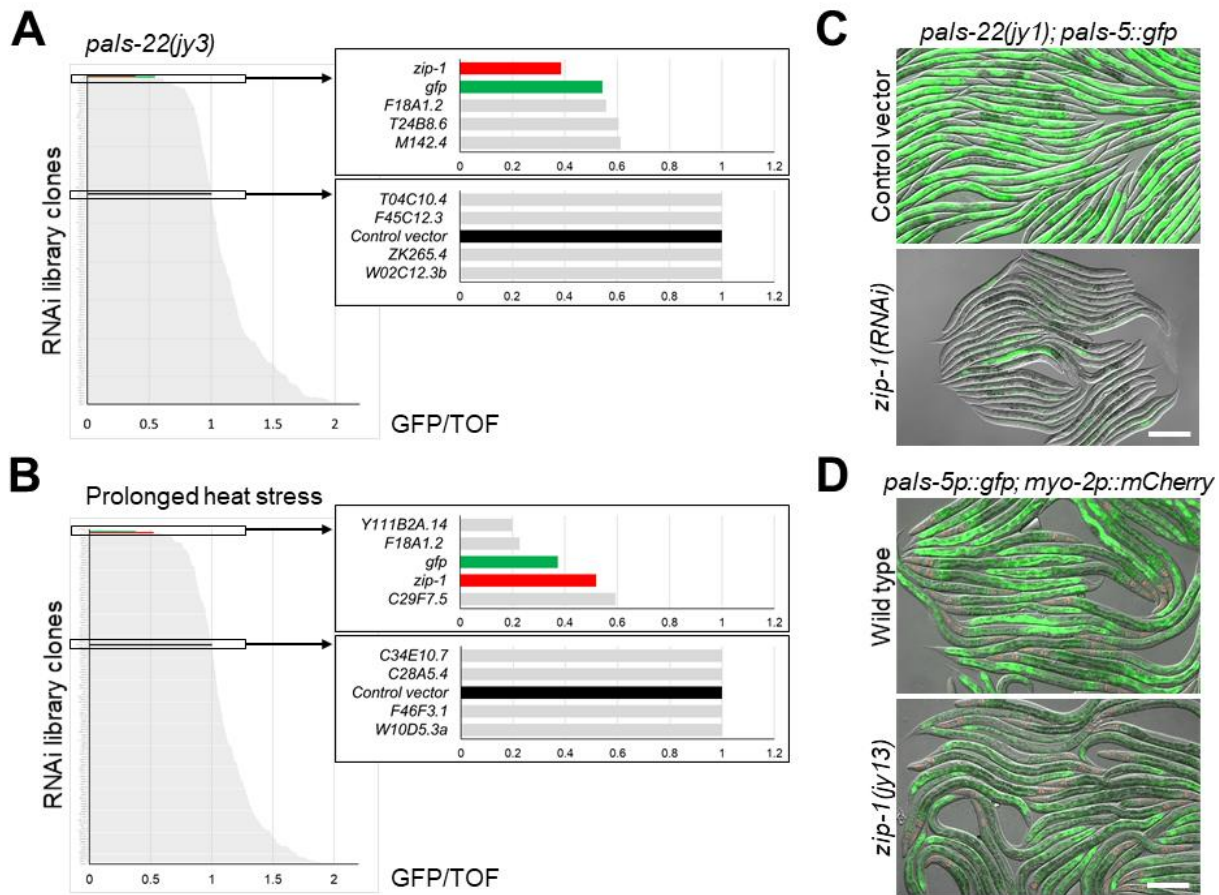 A
pals-22(jy3)
RNAi library clones
0 0.5 1 1.5 2
GFP/TOF
zip-1
gfp
F18A1.2
T24B8.6
M142.4
0 0.2 0.4 0.6 0.8 1 1.2
T04C10.4
F45C12.3
Control vector
ZK265.4
W02C12.3b
0 0.2 0.4 0.6 0.8 1 1.2
B
Prolonged heat stress
RNAi library clones
0 0.5 1 1.5 2
GFP/TOF
Y111B2A.14
F18A1.2
gfp
zip-1
C29F7.5
0 0.2 0.4 0.6 0.8 1 1.2
C34E10.7
C28A5.4
Control vector
F46F3.1
W10D5.3a
0 0.2 0.4 0.6 0.8 1 1.2
C
pals-22(jy1); pals-5::gfp
Control vector
zip-1(RNAi)
D
pals-5p::gfp; myo-2p::mCherry
Wild type
zip-1(jy13)